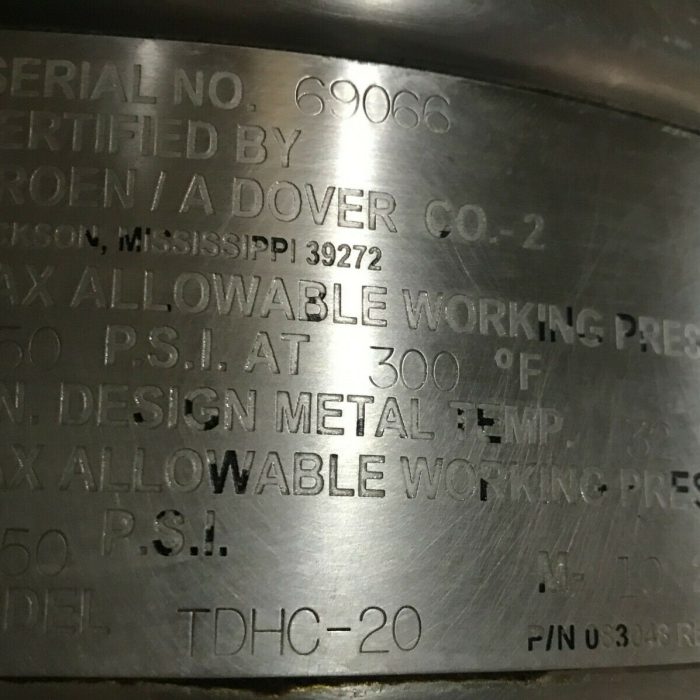 SERIAL NO. 69066
ERTIFIED BY
ROEN / A DOVER CO.-2
CKSON, MISSISSIPPI 39272
AX ALLOWABLE WORKING PRES
50 P.S.I. AT 300 °F
N. DESIGN METAL TEMP.
AX ALLOWABLE WORKING PRES
50 P.S.I.
M-
DEL TDHC-20
P/N